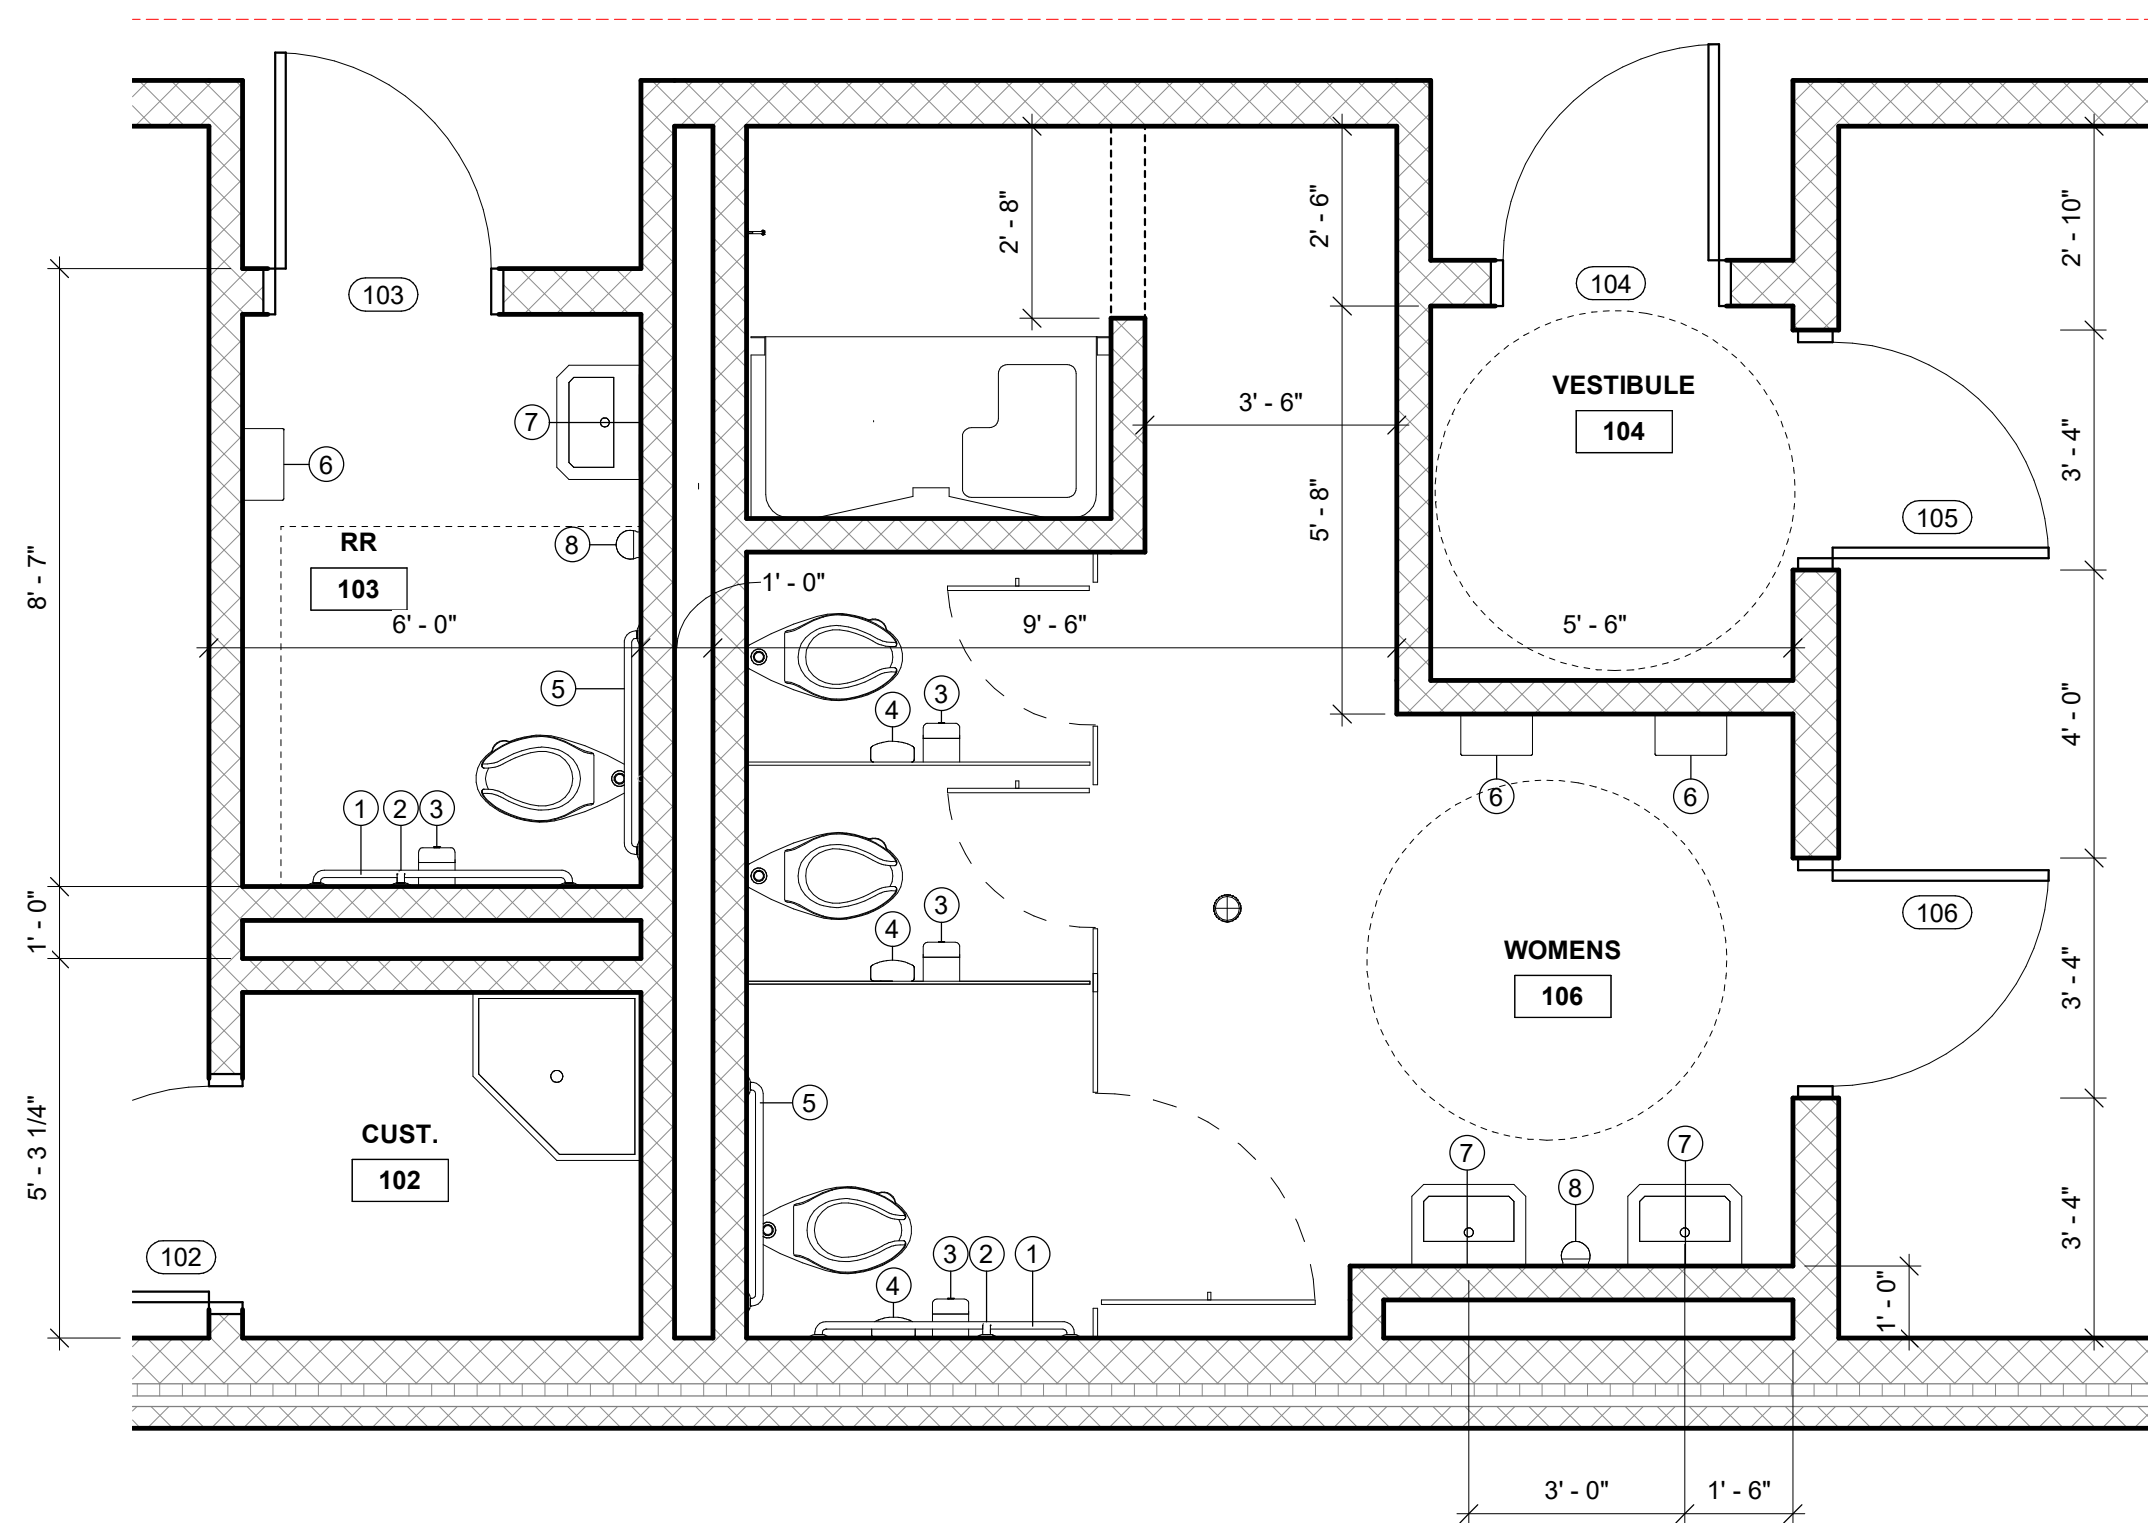 2' - 8"
2' - 6"
2' - 10"
103
104
VESTIBULE
104
3' - 6"
7
6
3' - 4"
5' - 8"
105
RR
103
8
8' - 7"
1' - 0"
6' - 0"
9' - 6"
5' - 6"
5
4
3
4' - 0"
6
6
1
2
3
4
3
1' - 0"
106
WOMENS
106
3' - 4"
5
CUST.
102
5' - 3 1/4"
7
7
8
3' - 4"
102
3
2
1
4
1' - 0"
3' - 0"
1' - 6"